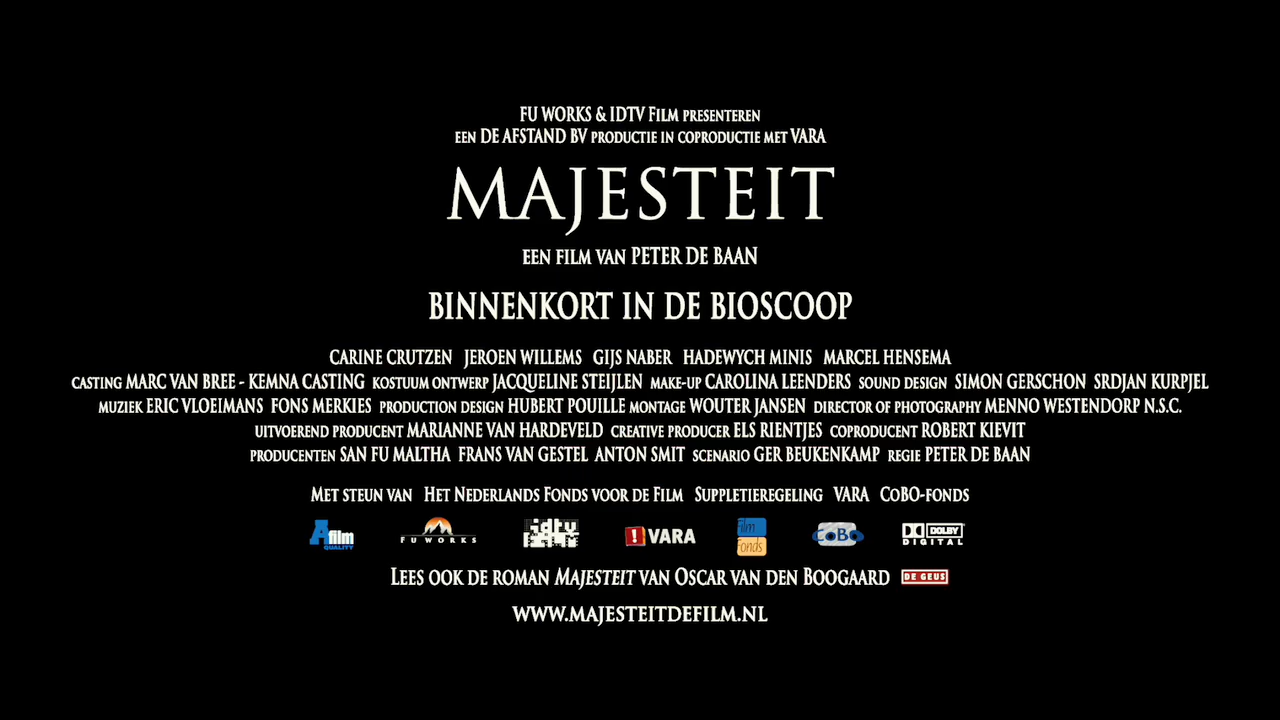 FU WORKS & IDTV FILM PRESENTEREN
EEN DE AFSTAND BV PRODUCTIE IN COPRODUCTIE MET VARA
MAJESTEIT
EEN FILM VAN PETER DE BAAN
BINNENKORT IN DE BIOSCOOP
CARINE CRUTZEN JEROEN WILLEMS GIJS NABER HADEWYCH MINIS MARCEL HENSEMA
CASTING MARC VAN BREE - KEMNA CASTING KOSTUUM ONTWERP JACQUELINE STEIJLEN MAKE-UP CAROLINA LEENDERS SOUND DESIGN SIMON GERSCHON SRDJAN KURPJEL
MUZIEK ERIC VLOEIMANS FONS MERKIES PRODUCTION DESIGN HUBERT POUILLE MONTAGE WOUTER JANSEN DIRECTOR OF PHOTOGRAPHY MENNO WESTENDORP N.S.C.
UITVOEREND PRODUCENT MARIANNE VAN HARDEVELD CREATIVE PRODUCER ELS RIENTJES COPRODUCENT ROBERT KIEVIT
PRODUCENTEN SAN FU MALTHA FRANS VAN GESTEL ANTON SMIT SCENARIO GER BEUKENKAMP REGIE PETER DE BAAN
MET STEUN VAN HET NEDERLANDS FONDS VOOR DE FILM SUPPLETIEREGELING VARA COBO-FONDS
A film QUALITY FU WORKS idtv FILM ! VARA Film Fonds CoBO DOLBY DIGITAL
LEES OOK DE ROMAN MAJESTEIT VAN OSCAR VAN DEN BOOGAARD DE GEUS
WWW.MAJESTEITDEFILM.NL